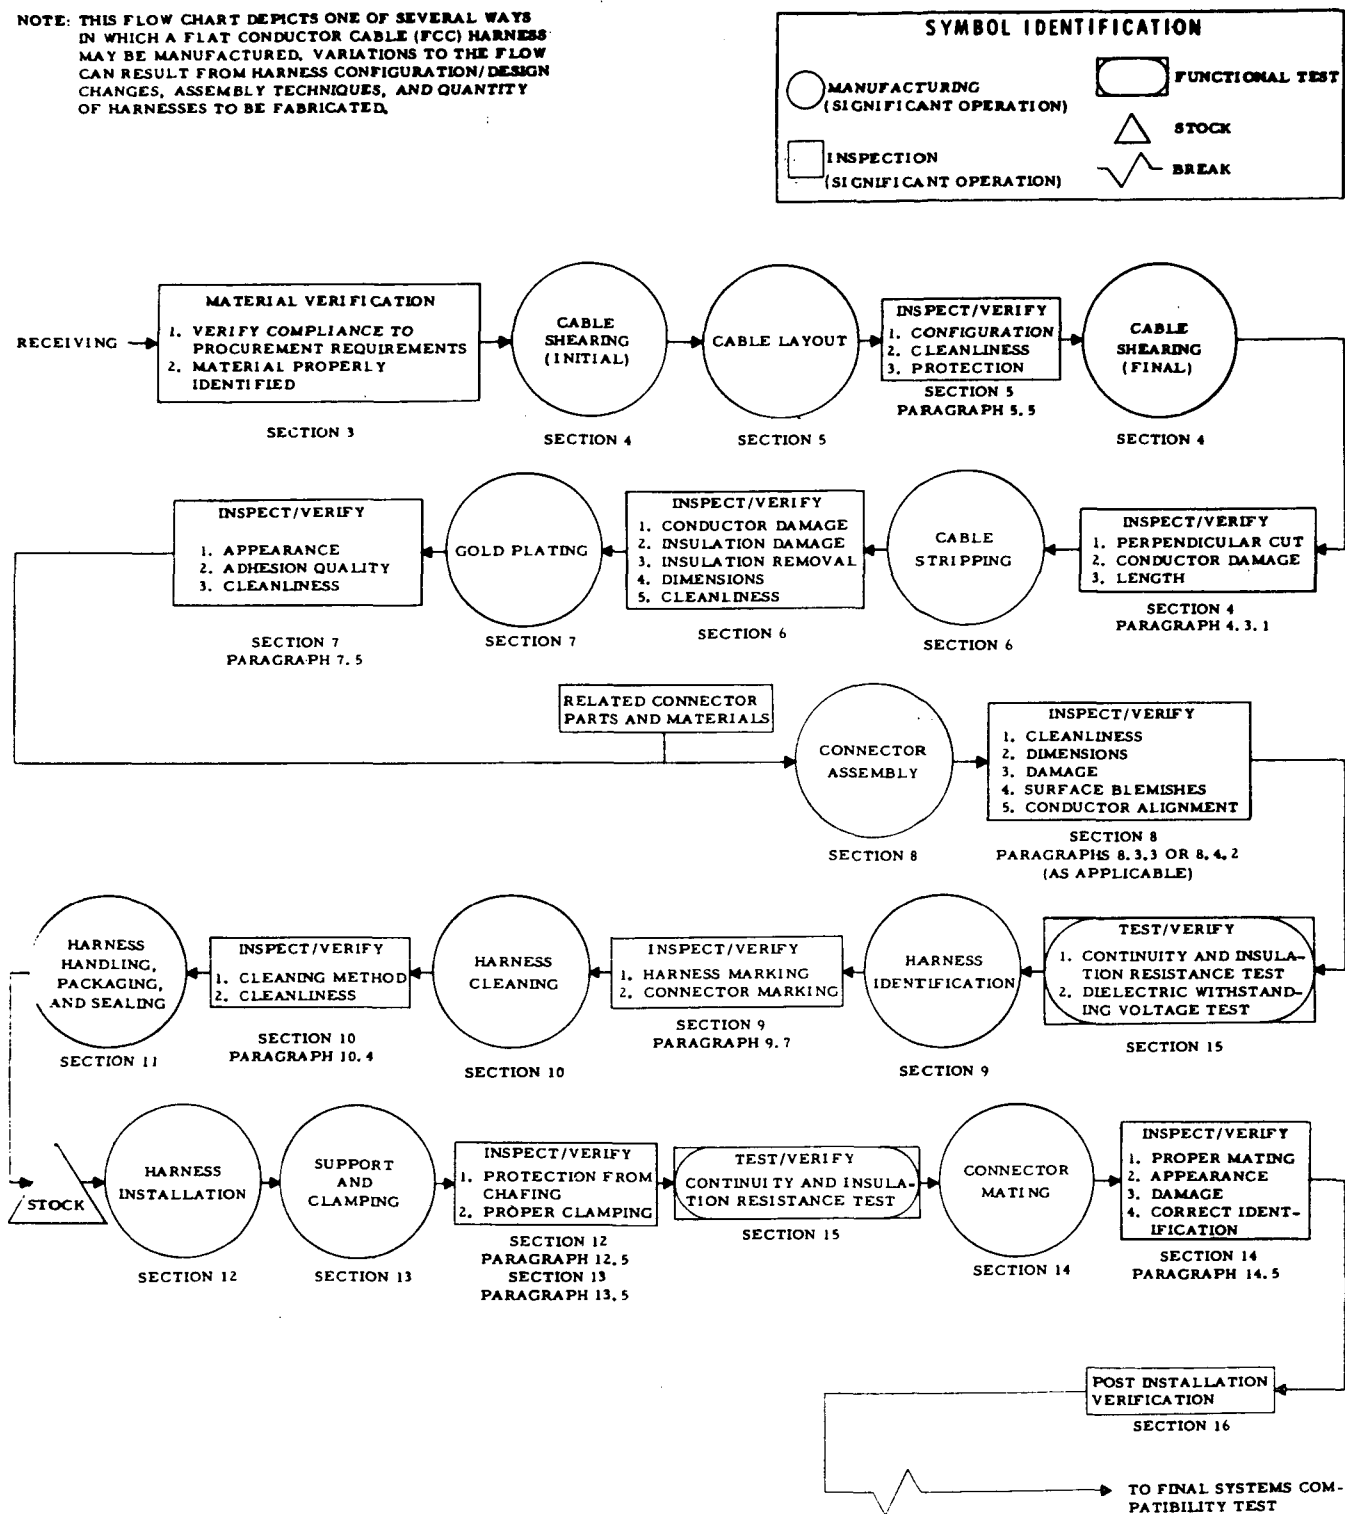 NOTE: THIS FLOW CHART DEPICTS ONE OF SEVERAL WAYS
IN WHICH A FLAT CONDUCTOR CABLE (FCC) HARNESS
MAY BE MANUFACTURED. VARIATIONS TO THE FLOW
CAN RESULT FROM HARNESS CONFIGURATION/DESIGN
CHANGES, ASSEMBLY TECHNIQUES, AND QUANTITY
OF HARNESSES TO BE FABRICATED.
SYMBOL IDENTIFICATION
MANUFACTURING
(SIGNIFICANT OPERATION)
INSPECTION
(SIGNIFICANT OPERATION)
FUNCTIONAL TEST
STOCK
BREAK
RECEIVING
MATERIAL VERIFICATION
1. VERIFY COMPLIANCE TO
PROCUREMENT REQUIREMENTS
2. MATERIAL PROPERLY
IDENTIFIED
SECTION 3
CABLE
SHEARING
(INITIAL)
SECTION 4
CABLE LAYOUT
SECTION 5
INSPECT/VERIFY
1. CONFIGURATION
2. CLEANLINESS
3. PROTECTION
SECTION 5
PARAGRAPH 5.5
CABLE
SHEARING
(FINAL)
SECTION 4
INSPECT/VERIFY
1. PERPENDICULAR CUT
2. CONDUCTOR DAMAGE
3. LENGTH
SECTION 4
PARAGRAPH 4.3.1
CABLE
STRIPPING
SECTION 6
INSPECT/VERIFY
1. CONDUCTOR DAMAGE
2. INSULATION DAMAGE
3. INSULATION REMOVAL
4. DIMENSIONS
5. CLEANLINESS
SECTION 6
GOLD PLATING
SECTION 7
INSPECT/VERIFY
1. APPEARANCE
2. ADHESION QUALITY
3. CLEANLINESS
SECTION 7
PARAGRAPH 7.5
RELATED CONNECTOR
PARTS AND MATERIALS
CONNECTOR
ASSEMBLY
SECTION 8
INSPECT/VERIFY
1. CLEANLINESS
2. DIMENSIONS
3. DAMAGE
4. SURFACE BLEMISHES
5. CONDUCTOR ALIGNMENT
SECTION 8
PARAGRAPHS 8.3.3 OR 8.4.2
(AS APPLICABLE)
TEST/VERIFY
1. CONTINUITY AND INSULA-
TION RESISTANCE TEST
2. DIELECTRIC WITHSTAND-
ING VOLTAGE TEST
SECTION 15
HARNESS
IDENTIFICATION
SECTION 9
INSPECT/VERIFY
1. HARNESS MARKING
2. CONNECTOR MARKING
SECTION 9
PARAGRAPH 9.7
HARNESS
CLEANING
SECTION 10
INSPECT/VERIFY
1. CLEANING METHOD
2. CLEANLINESS
SECTION 10
PARAGRAPH 10.4
HARNESS
HANDLING,
PACKAGING,
AND SEALING
SECTION 11
STOCK
HARNESS
INSTALLATION
SECTION 12
SUPPORT
AND
CLAMPING
SECTION 13
INSPECT/VERIFY
1. PROTECTION FROM
CHAFING
2. PROPER CLAMPING
SECTION 12
PARAGRAPH 12.5
SECTION 13
PARAGRAPH 13.5
TEST/VERIFY
CONTINUITY AND INSULA-
TION RESISTANCE TEST
SECTION 15
CONNECTOR
MATING
SECTION 14
INSPECT/VERIFY
1. PROPER MATING
2. APPEARANCE
3. DAMAGE
4. CORRECT IDENT-
IFICATION
SECTION 14
PARAGRAPH 14.5
POST INSTALLATION
VERIFICATION
SECTION 16
TO FINAL SYSTEMS COM-
PATIBILITY TEST